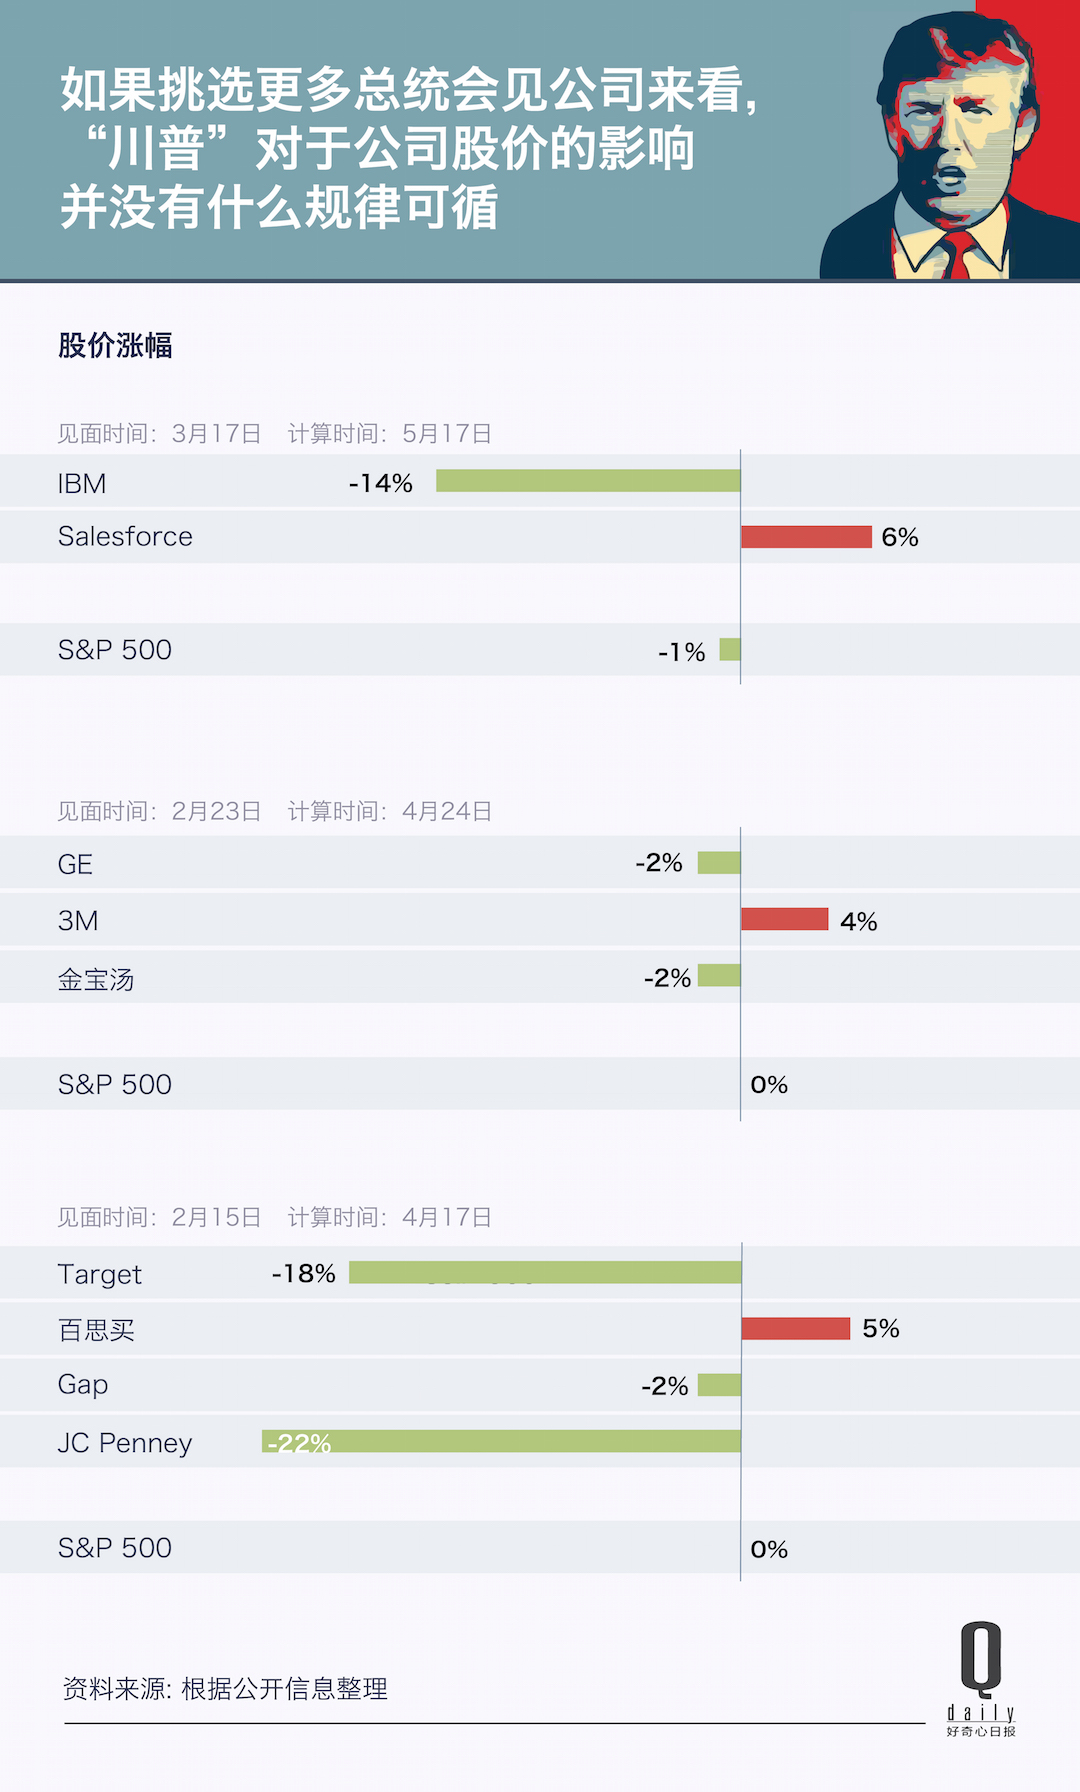 如果挑选更多总统会见公司来看，
“川普”对于公司股价的影响
并没有什么规律可循
股价涨幅
见面时间：3月17日 计算时间：5月17日
IBM -14%
Salesforce 6%
S&P 500 -1%
见面时间：2月23日 计算时间：4月24日
GE -2%
3M 4%
金宝汤 -2%
S&P 500 0%
见面时间：2月15日 计算时间：4月17日
Target -18%
百思买 5%
Gap -2%
JC Penney -22%
S&P 500 0%
资料来源: 根据公开信息整理
Q
daily
好奇心日报